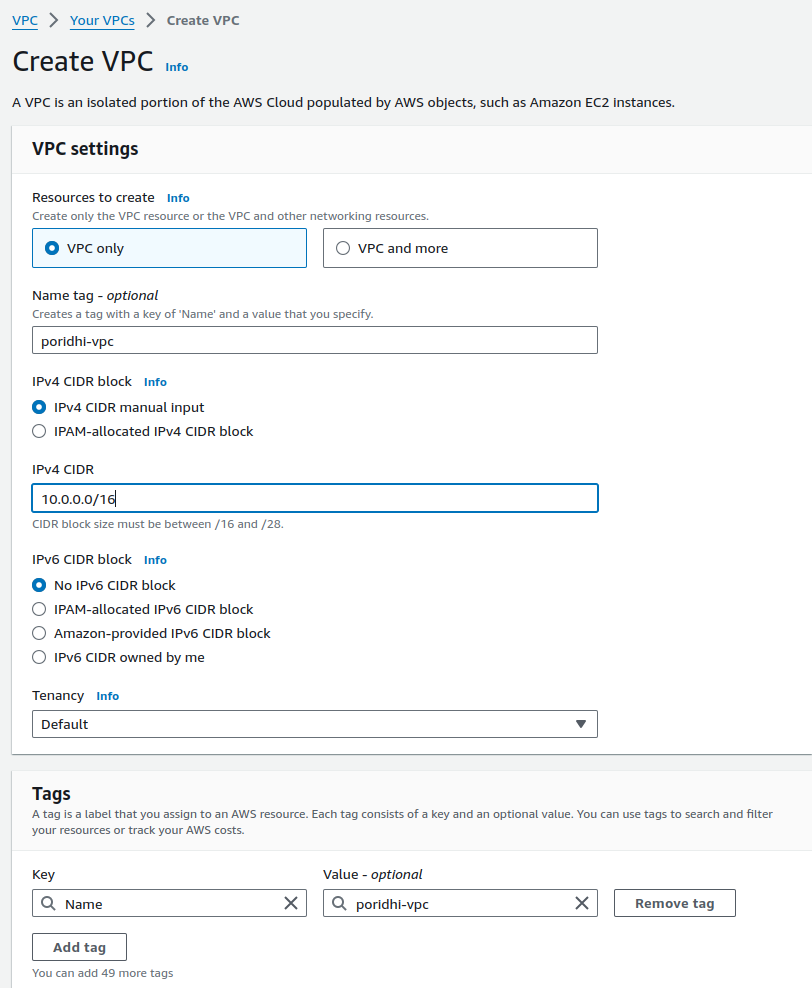 VPC > Your VPCs > Create VPC
Create VPC Info
A VPC is an isolated portion of the AWS Cloud populated by AWS objects, such as Amazon EC2 instances.
VPC settings
Resources to create Info
Create only the VPC resource or the VPC and other networking resources.
VPC only VPC and more
Name tag - optional
Creates a tag with a key of 'Name' and a value that you specify.
poridhi-vpc
IPv4 CIDR block Info
IPv4 CIDR manual input
IPAM-allocated IPv4 CIDR block
IPv4 CIDR
10.0.0.0/16
CIDR block size must be between /16 and /28.
IPv6 CIDR block Info
No IPv6 CIDR block
IPAM-allocated IPv6 CIDR block
Amazon-provided IPv6 CIDR block
IPv6 CIDR owned by me
Tenancy Info
Default
Tags
A tag is a label that you assign to an AWS resource. Each tag consists of a key and an optional value. You can use tags to search and filter
your resources or track your AWS costs.
Key Value - optional
Name poridhi-vpc Remove tag
Add tag
You can add 49 more tags